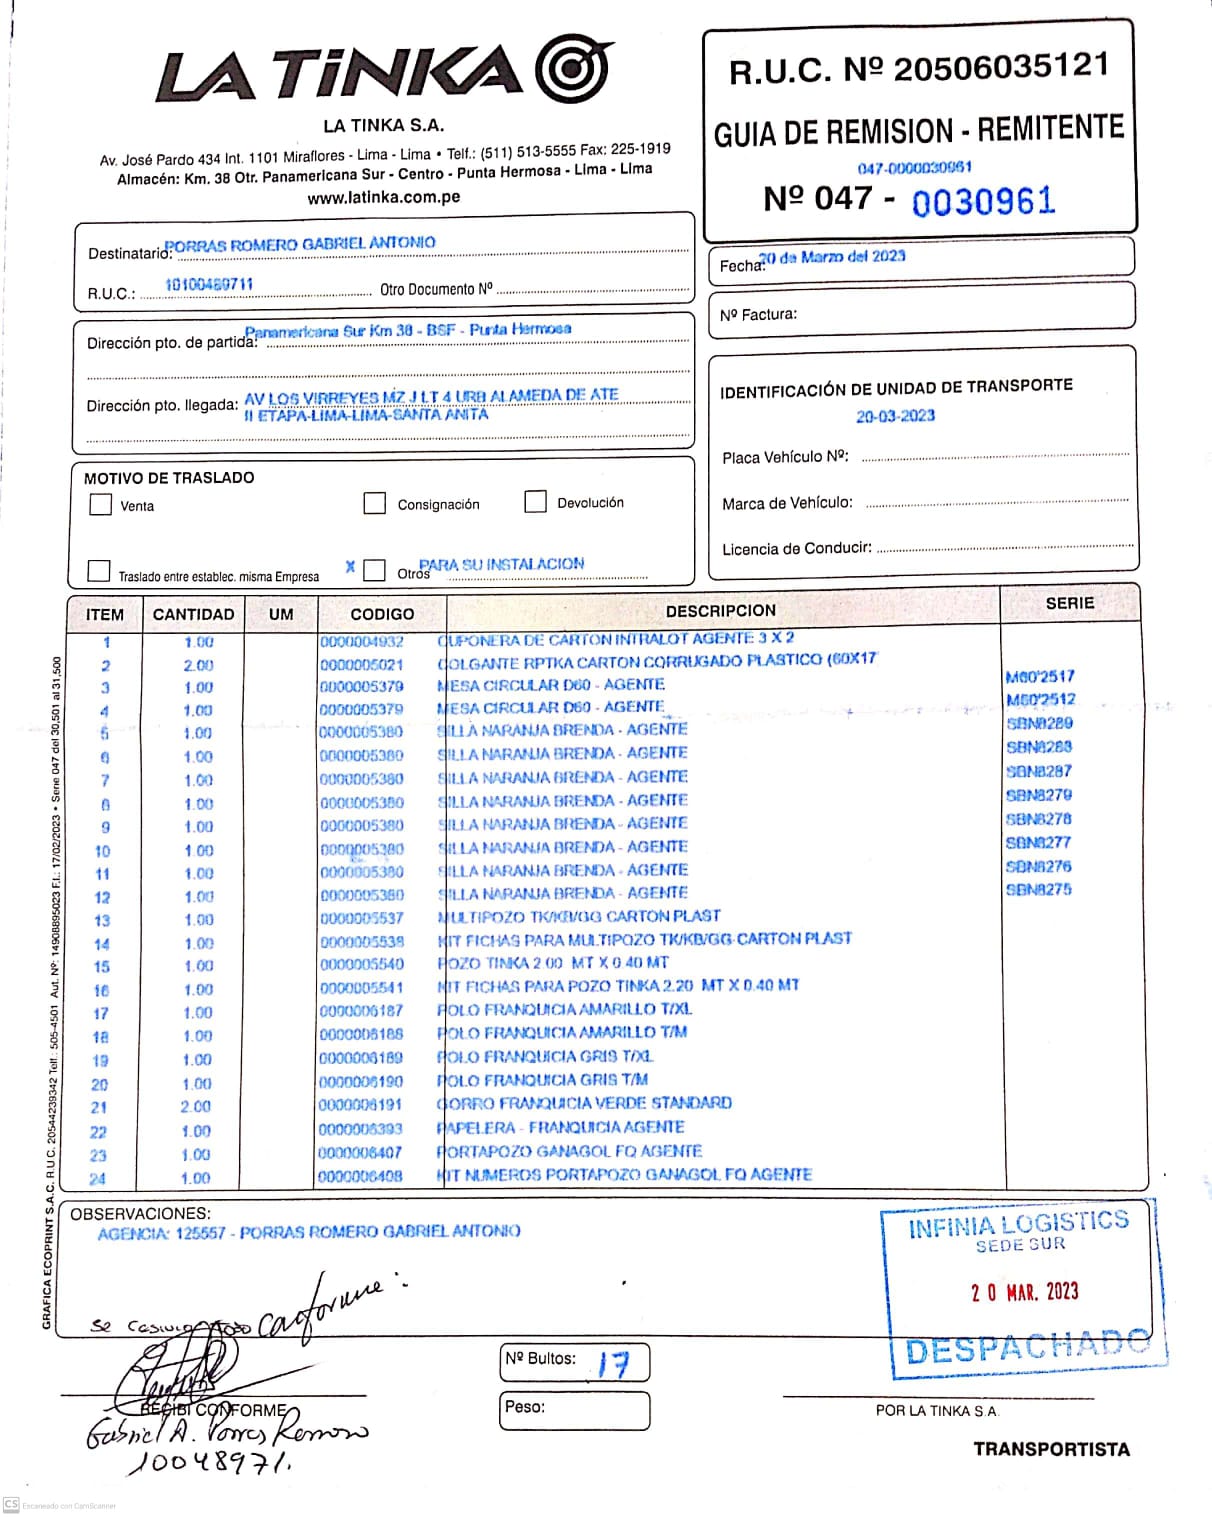 LA TiNKA
LA TINKA S.A.
Av. José Pardo 434 Int. 1101 Miraflores - Lima - Lima • Telf.: (511) 513-5555 Fax: 225-1919
Almacén: Km. 38 Otr. Panamericana Sur - Centro - Punta Hermosa - Lima - Lima
www.latinka.com.pe
R.U.C. Nº 20506035121
GUIA DE REMISION - REMITENTE
047-0000030961
Nº 047 - 0030961
Destinatario: PORRAS ROMERO GABRIEL ANTONIO
R.U.C.: 10100489711 Otro Documento Nº
Fecha: 20 de Marzo del 2023
Nº Factura:
Dirección pto. de partida: Panamericana Sur Km 38 - BSF - Punta Hermosa
Dirección pto. llegada: AV LOS VIRREYES MZ J LT 4 URB ALAMEDA DE ATE
II ETAPA-LIMA-LIMA-SANTA ANITA
IDENTIFICACIÓN DE UNIDAD DE TRANSPORTE
20-03-2023
Placa Vehículo Nº:
Marca de Vehículo:
Licencia de Conducir:
MOTIVO DE TRASLADO
Venta Consignación Devolución
Traslado entre establec. misma Empresa X Otros PARA SU INSTALACION
ITEM CANTIDAD UM CODIGO DESCRIPCION SERIE
1 1.00 0000004932 CUPONERA DE CARTON INTRALOT AGENTE 3 X 2
2 2.00 0000005021 COLGANTE RPTKA CARTON CORRUGADO PLASTICO (60X17
3 1.00 0000005379 MESA CIRCULAR D60 - AGENTE M60'2517
4 1.00 0000005379 MESA CIRCULAR D60 - AGENTE M60'2512
5 1.00 0000005380 SILLA NARANJA BRENDA - AGENTE SBN8289
6 1.00 0000005380 SILLA NARANJA BRENDA - AGENTE SBN8288
7 1.00 0000005380 SILLA NARANJA BRENDA - AGENTE SBN8287
8 1.00 0000005380 SILLA NARANJA BRENDA - AGENTE SBN8279
9 1.00 0000005380 SILLA NARANJA BRENDA - AGENTE SBN8278
10 1.00 0000005380 SILLA NARANJA BRENDA - AGENTE SBN8277
11 1.00 0000005380 SILLA NARANJA BRENDA - AGENTE SBN8276
12 1.00 0000005380 SILLA NARANJA BRENDA - AGENTE SBN8275
13 1.00 0000005537 MULTIPOZO TK/KB/GG CARTON PLAST
14 1.00 0000005538 KIT FICHAS PARA MULTIPOZO TK/KB/GG CARTON PLAST
15 1.00 0000005540 POZO TINKA 2.00 MT X 0.40 MT
16 1.00 0000005541 KIT FICHAS PARA POZO TINKA 2.20 MT X 0.40 MT
17 1.00 0000006187 POLO FRANQUICIA AMARILLO T/XL
18 1.00 0000006188 POLO FRANQUICIA AMARILLO T/M
19 1.00 0000006189 POLO FRANQUICIA GRIS T/XL
20 1.00 0000006190 POLO FRANQUICIA GRIS T/M
21 2.00 0000006191 GORRO FRANQUICIA VERDE STANDARD
22 1.00 0000006393 PAPELERA - FRANQUICIA AGENTE
23 1.00 0000006407 PORTAPOZO GANAGOL FQ AGENTE
24 1.00 0000006408 KIT NUMEROS PORTAPOZO GANAGOL FQ AGENTE
GRAFICA ECOPRINT S.A.C. R.U.C. 20544239342 Telf.: 505-4501 Aut. Nº: 14908895023 F.I.: 17/02/2023 • Serie 047 del 30,501 al 31,500
OBSERVACIONES:
AGENCIA: 125557 - PORRAS ROMERO GABRIEL ANTONIO
INFINIA LOGISTICS
SEDE SUR
20 MAR. 2023
DESPACHADO
se Conforme:
RECIBI CONFORME
Gabriel A. Porras Romero
10048971.
Nº Bultos: 17
Peso:
POR LA TINKA S.A.
TRANSPORTISTA
CS Escaneado con CamScanner